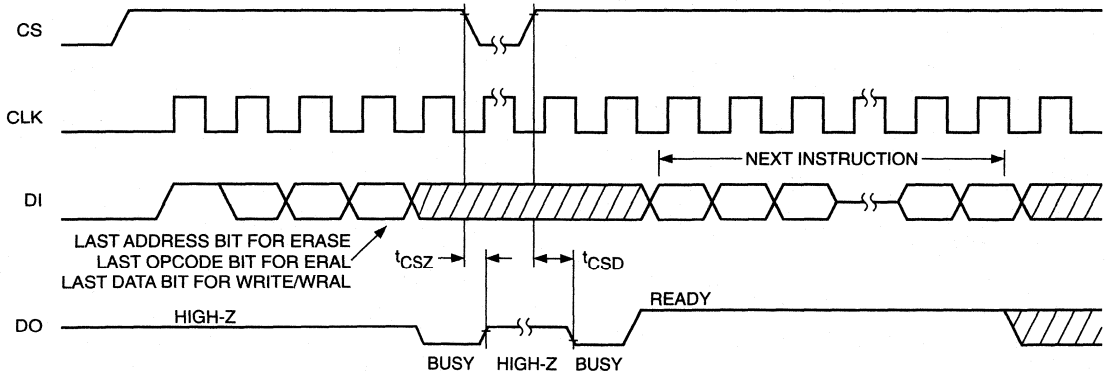 CS
CLK
NEXT INSTRUCTION
DI
LAST ADDRESS BIT FOR ERASE
LAST OPCODE BIT FOR ERAL
LAST DATA BIT FOR WRITE/WRAL
tCSZ
tCSD
READY
HIGH-Z
DO
BUSY
HIGH-Z
BUSY